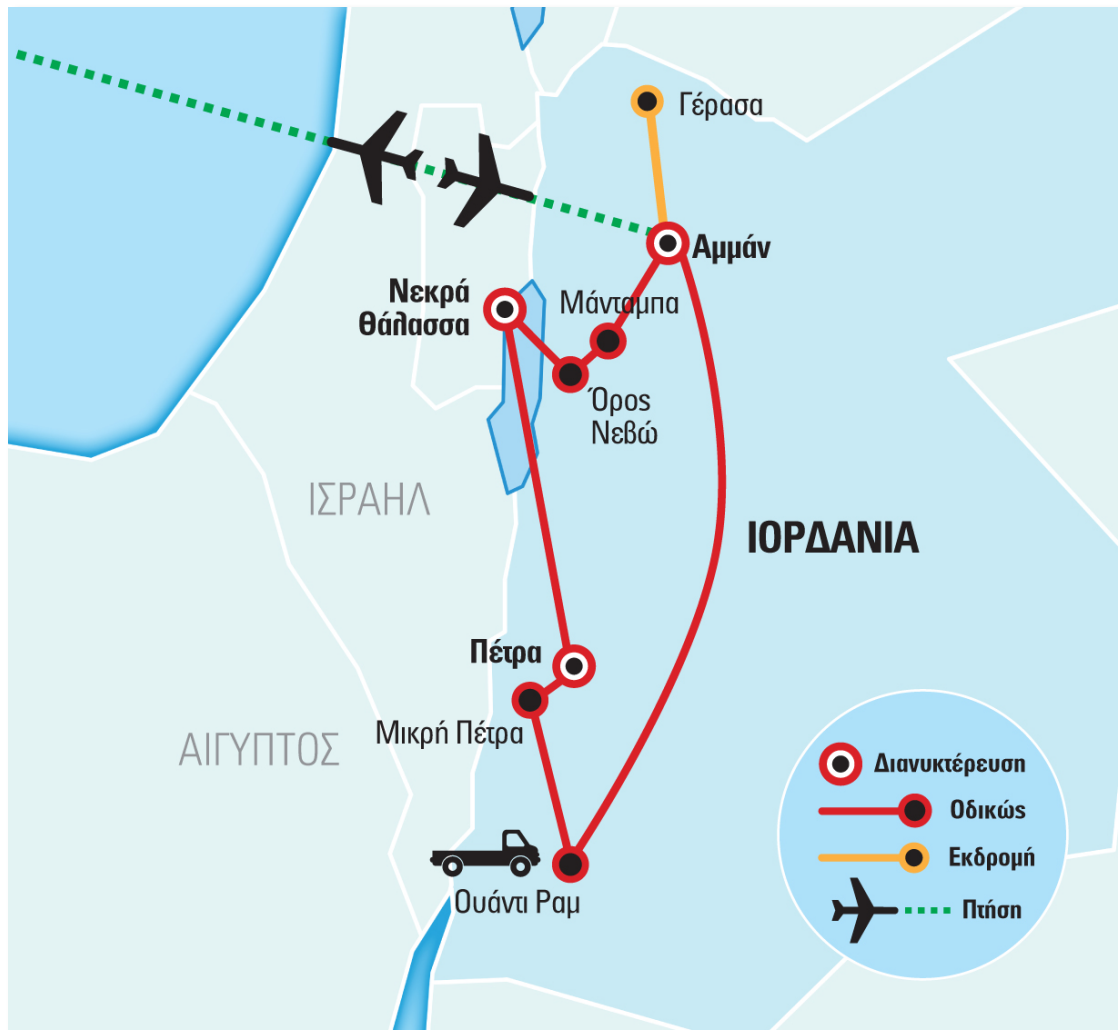 Γέρασα
Αμμάν
Νεκρά
Θάλασσα
Μάνταμπα
Όρος
Νεβώ
ΙΣΡΑΗΛ
ΙΟΡΔΑΝΙΑ
Πέτρα
Μικρή Πέτρα
ΑΙΓΥΠΤΟΣ
Ουάντι Ραμ
Διανυκτέρευση
Οδικώς
Εκδρομή
Πτήση